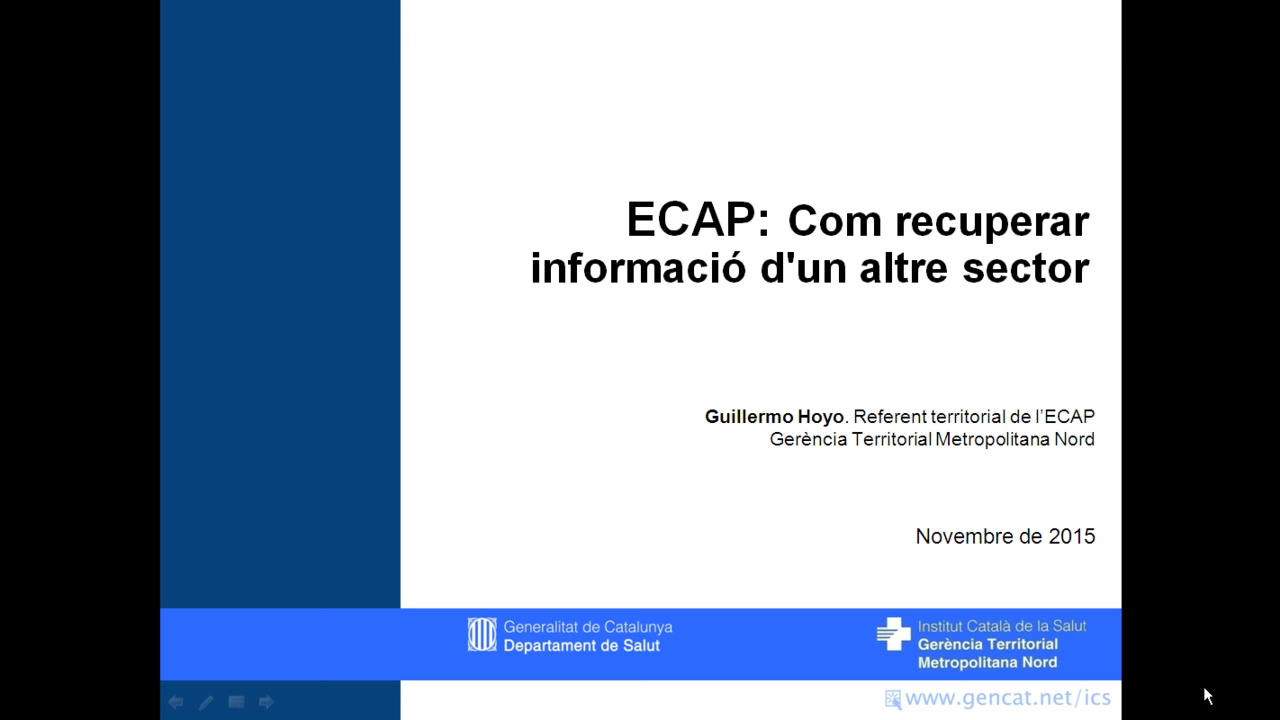 ECAP: Com recuperar
informació d'un altre sector
Guillermo Hoyo. Referent territorial de l’ECAP
Gerència Territorial Metropolitana Nord
Novembre de 2015
Generalitat de Catalunya
Departament de Salut
Institut Català de la Salut
Gerència Territorial
Metropolitana Nord
www.gencat.net/ics